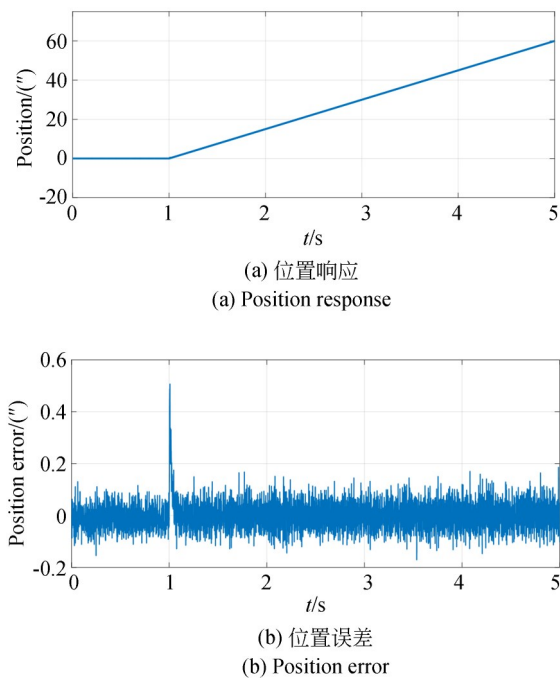 60
40
20
0
-20
Position/(″)
0 1 2 3 4 5
t/s
(a) 位置响应
(a) Position response
0.6
0.4
0.2
0
-0.2
Position error/(″)
0 1 2 3 4 5
t/s
(b) 位置误差
(b) Position error